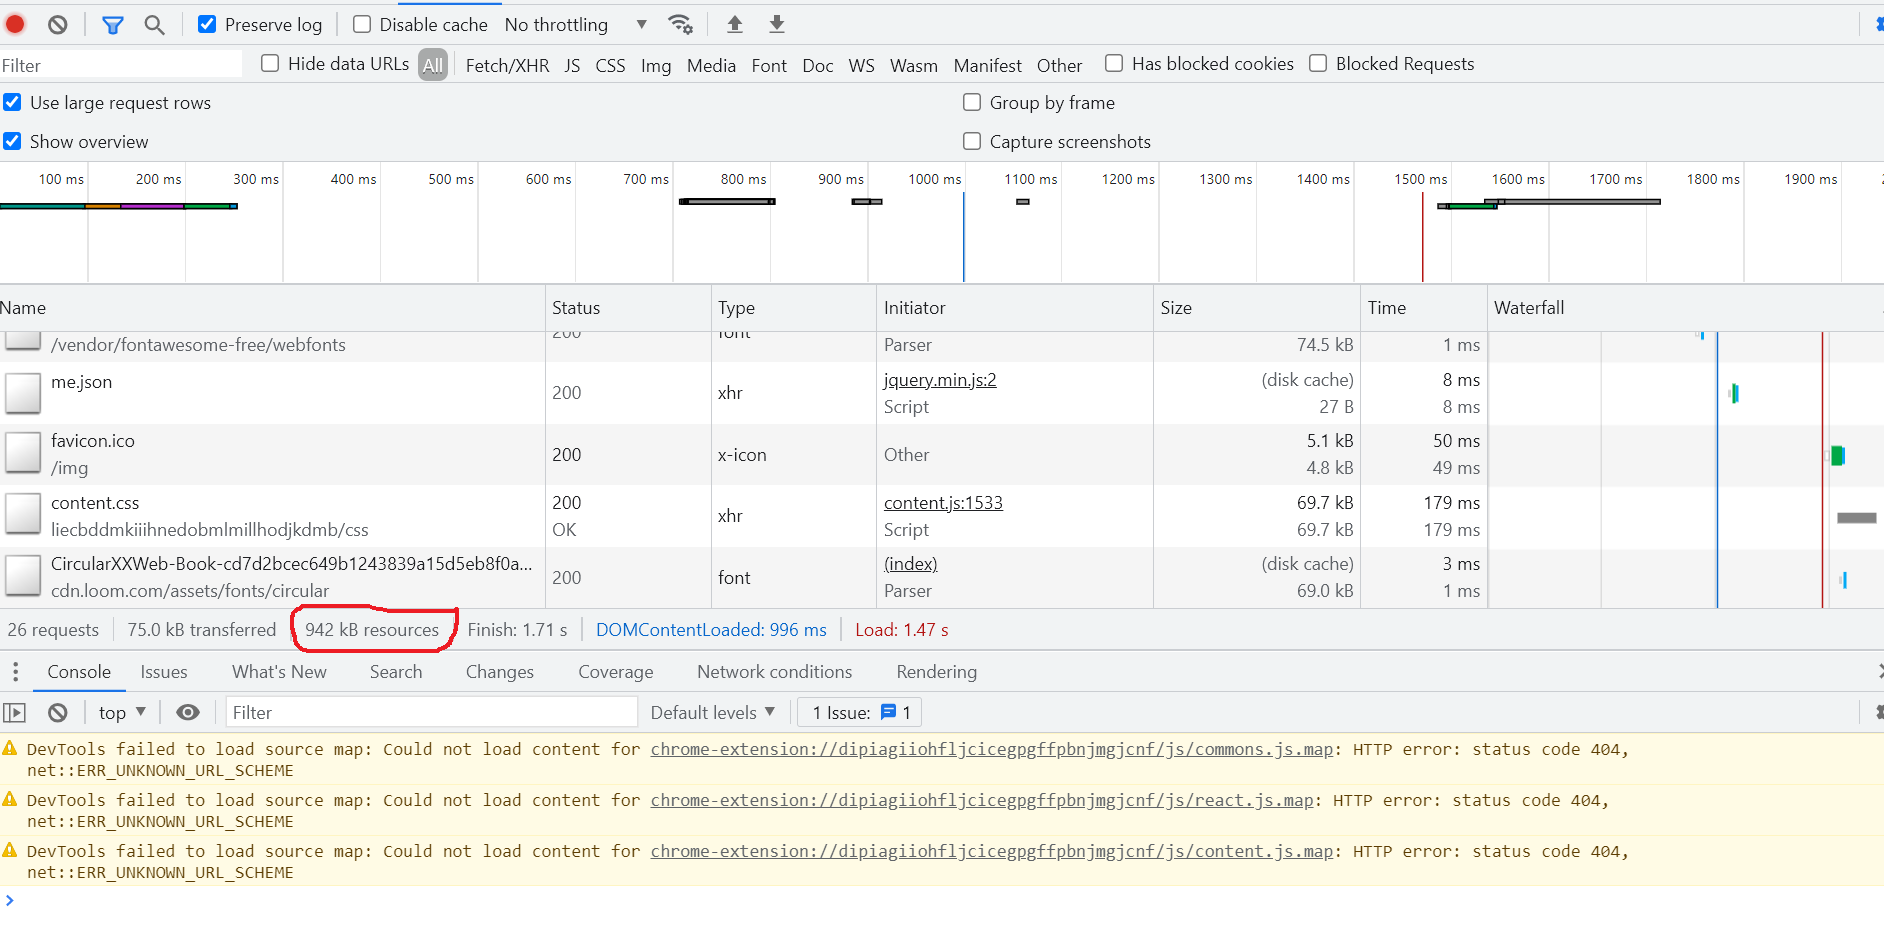 Preserve log Disable cache No throttling
Filter Hide data URLs All Fetch/XHR JS CSS Img Media Font Doc WS Wasm Manifest Other Has blocked cookies Blocked Requests
Use large request rows Group by frame
Show overview Capture screenshots
100 ms 200 ms 300 ms 400 ms 500 ms 600 ms 700 ms 800 ms 900 ms 1000 ms 1100 ms 1200 ms 1300 ms 1400 ms 1500 ms 1600 ms 1700 ms 1800 ms 1900 ms
Name Status Type Initiator Size Time Waterfall
200 font
/vendor/fontawesome-free/webfonts Parser 74.5 kB 1 ms
me.json jquery.min.js:2 (disk cache) 8 ms
200 xhr
Script 27 B 8 ms
favicon.ico 5.1 kB 50 ms
200 x-icon Other
/img 4.8 kB 49 ms
content.css 200 content.js:1533 69.7 kB 179 ms
xhr
liecbddmkiiihnedobmlmillhodjkdmb/css OK Script 69.7 kB 179 ms
CircularXXWeb-Book-cd7d2bcec649b1243839a15d5eb8f0a... (index) (disk cache) 3 ms
200 font
cdn.loom.com/assets/fonts/circular Parser 69.0 kB 1 ms
26 requests 75.0 kB transferred 942 kB resources Finish: 1.71 s DOMContentLoaded: 996 ms Load: 1.47 s
Console Issues What's New Search Changes Coverage Network conditions Rendering
top Filter Default levels 1 Issue: 1
DevTools failed to load source map: Could not load content for chrome-extension://dipiagiiohfljcicegpgffpbnjmgjcnf/js/commons.js.map: HTTP error: status code 404,
net::ERR_UNKNOWN_URL_SCHEME
DevTools failed to load source map: Could not load content for chrome-extension://dipiagiiohfljcicegpgffpbnjmgjcnf/js/react.js.map: HTTP error: status code 404,
net::ERR_UNKNOWN_URL_SCHEME
DevTools failed to load source map: Could not load content for chrome-extension://dipiagiiohfljcicegpgffpbnjmgjcnf/js/content.js.map: HTTP error: status code 404,
net::ERR_UNKNOWN_URL_SCHEME